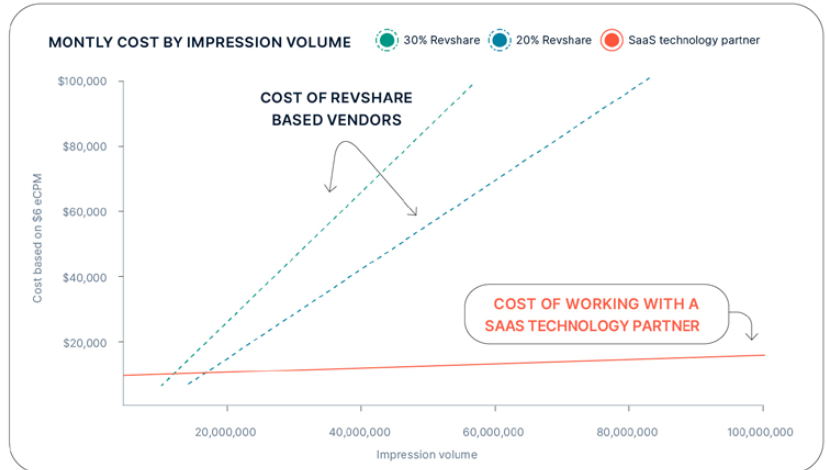 MONTLY COST BY IMPRESSION VOLUME
30% Revshare
20% Revshare
SaaS technology partner
$100,000
$80,000
$60,000
$40,000
$20,000
Cost based on $6 eCPM
COST OF REVSHARE
BASED VENDORS
COST OF WORKING WITH A
SAAS TECHNOLOGY PARTNER
20,000,000
40,000,000
60,000,000
80,000,000
100,000,000
Impression volume